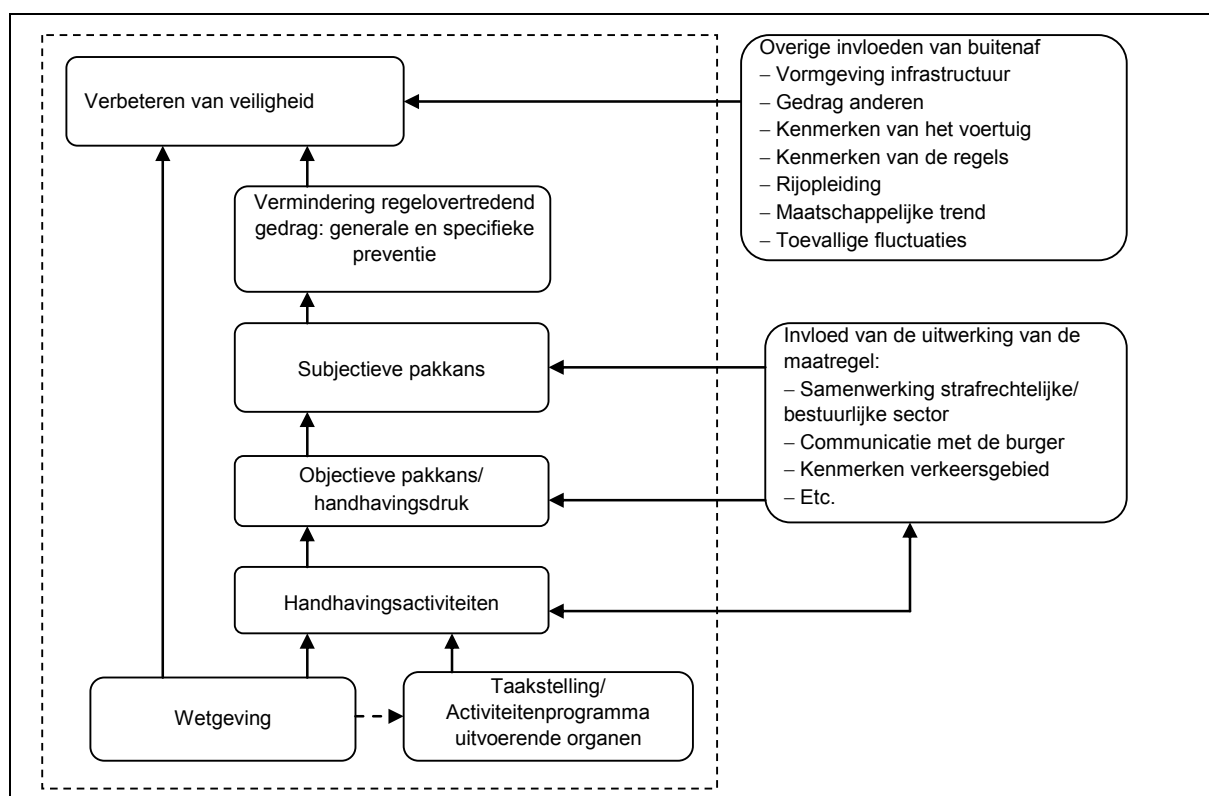 Verbeteren van veiligheid
Vermindering regelovertredend
gedrag: generale en specifieke
preventie
Subjectieve pakkans
Objectieve pakkans/
handhavingsdruk
Handhavingsactiviteiten
Wetgeving
Taakstelling/
Activiteitenprogramma
uitvoerende organen
Overige invloeden van buitenaf
– Vormgeving infrastructuur
– Gedrag anderen
– Kenmerken van het voertuig
– Kenmerken van de regels
– Rijopleiding
– Maatschappelijke trend
– Toevallige fluctuaties
Invloed van de uitwerking van de
maatregel:
– Samenwerking strafrechtelijke/
bestuurlijke sector
– Communicatie met de burger
– Kenmerken verkeersgebied
– Etc.